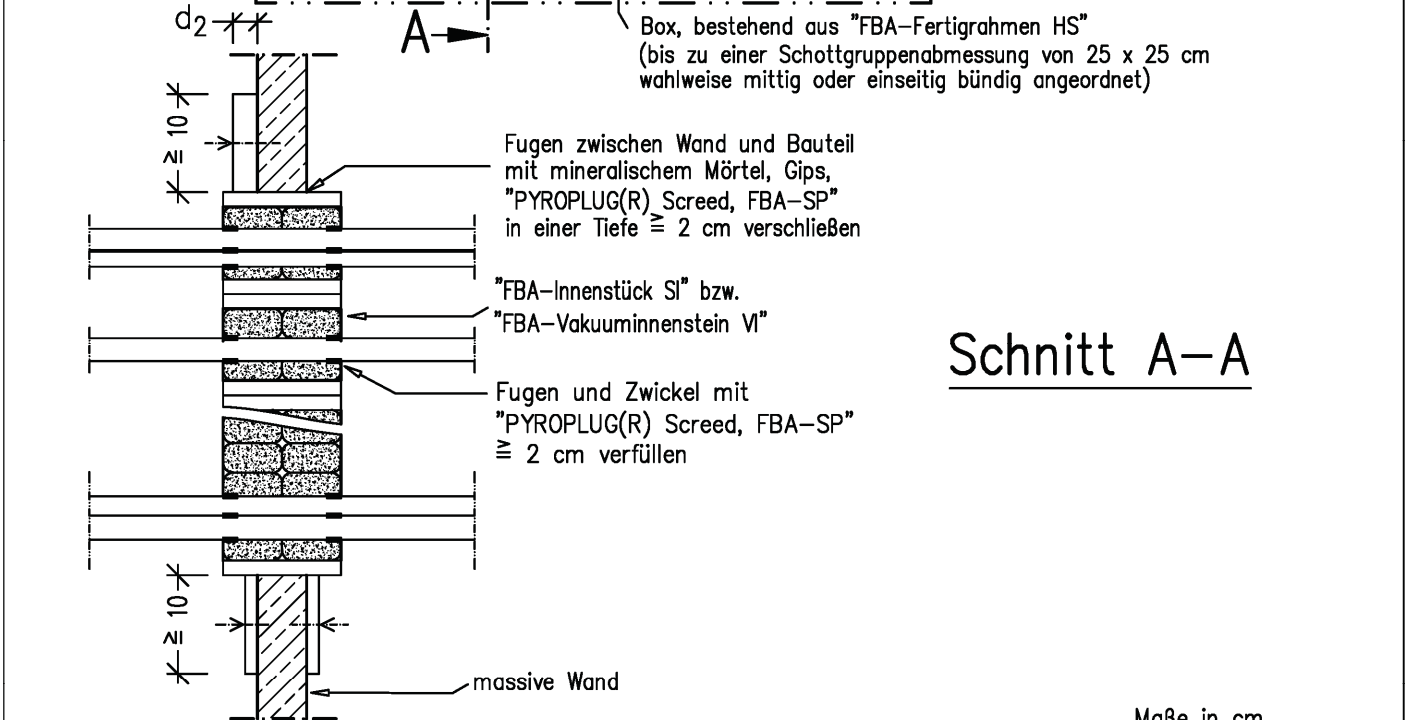 d2
A
Box, bestehend aus "FBA-Fertigrahmen HS"
(bis zu einer Schottgruppenabmessung von 25 x 25 cm
wahlweise mittig oder einseitig bündig angeordnet)
≧ 10
Fugen zwischen Wand und Bauteil
mit mineralischem Mörtel, Gips,
"PYROPLUG(R) Screed, FBA-SP"
in einer Tiefe ≧ 2 cm verschließen
"FBA-Innenstück SI" bzw.
"FBA-Vakuuminnenstein VI"
Schnitt A-A
Fugen und Zwickel mit
"PYROPLUG(R) Screed, FBA-SP"
≧ 2 cm verfüllen
≧ 10
massive Wand
Maße in cm